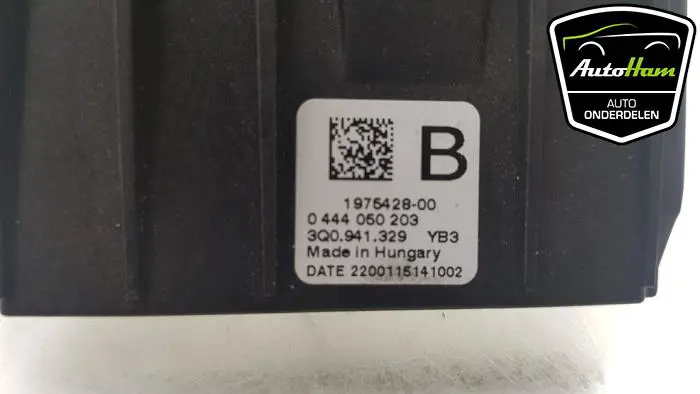 AutoHam
AUTO
ONDERDELEN
B
1975428-00
0 444 050 203
3Q0.941.329 YB3
Made in Hungary
DATE 2200115141002